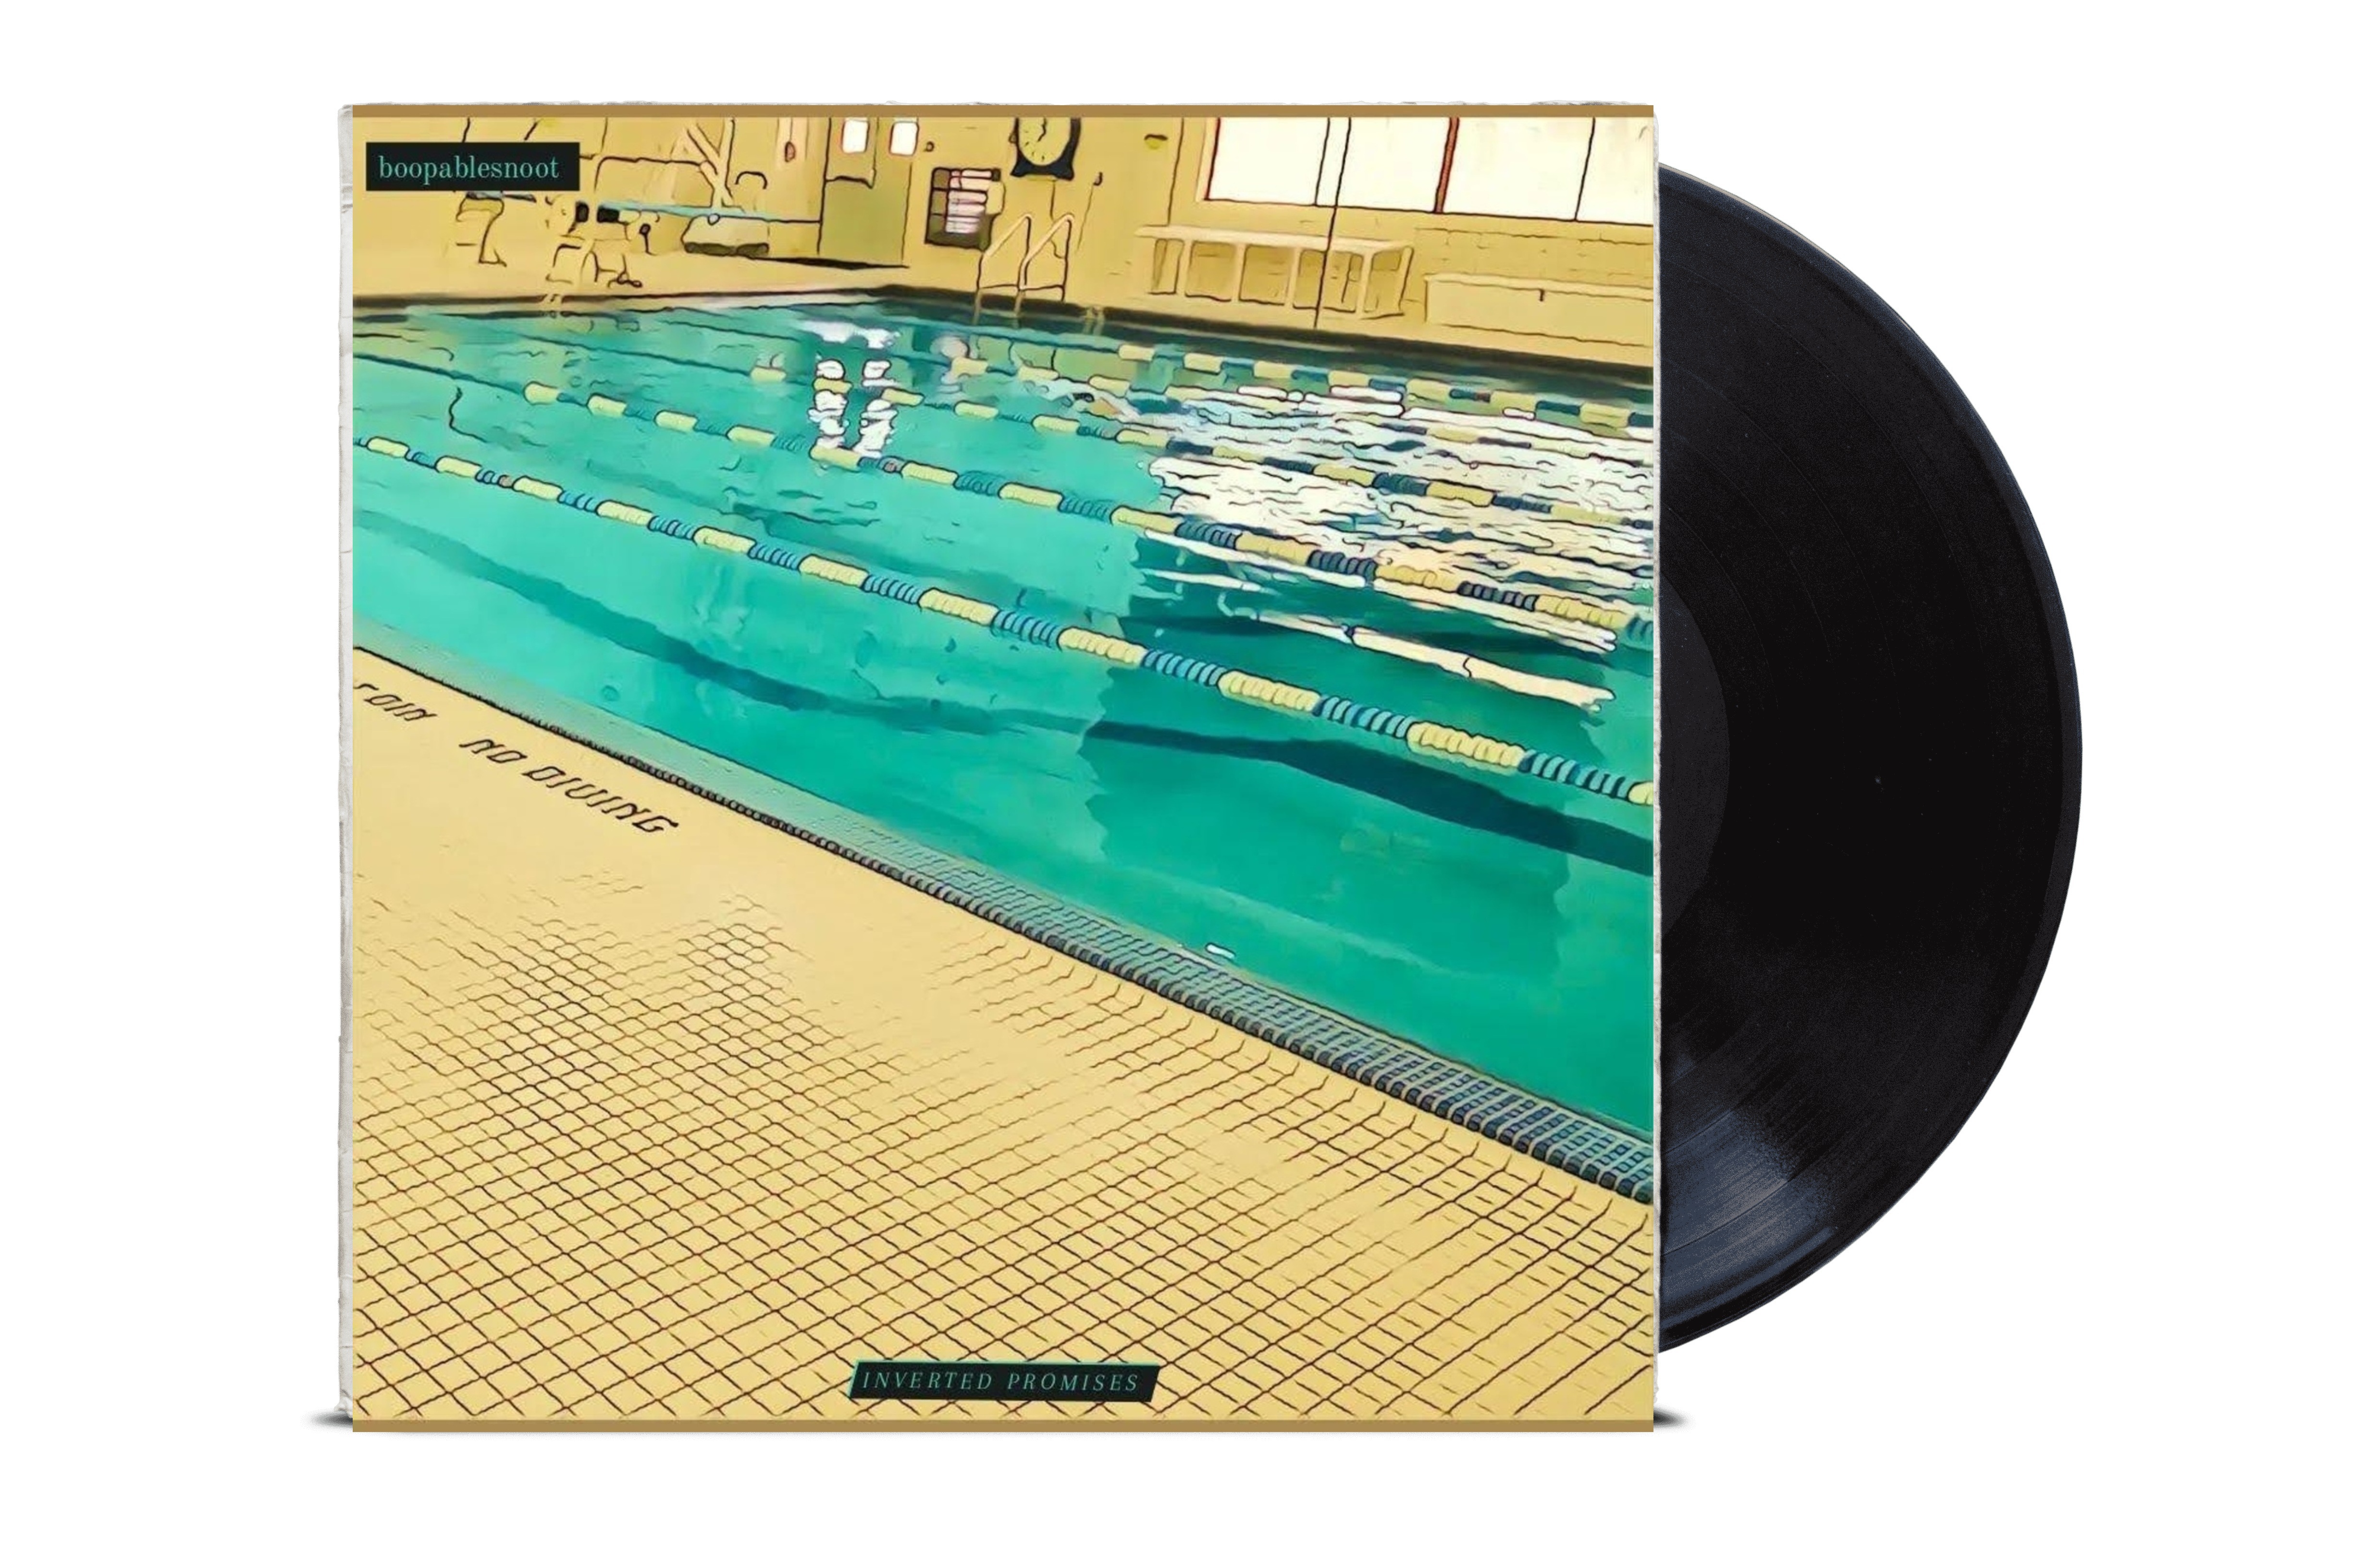 boopablesnoot
NO DIVING
INVERTED PROMISES